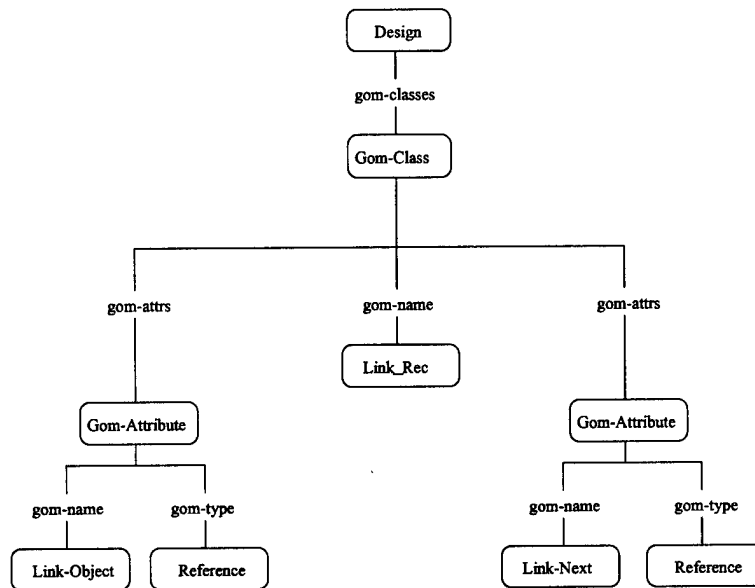 Design
gom-classes
Gom-Class
gom-attrs
gom-name
gom-attrs
Link_Rec
Gom-Attribute
Gom-Attribute
gom-name
gom-type
gom-name
gom-type
Link-Object
Reference
Link-Next
Reference